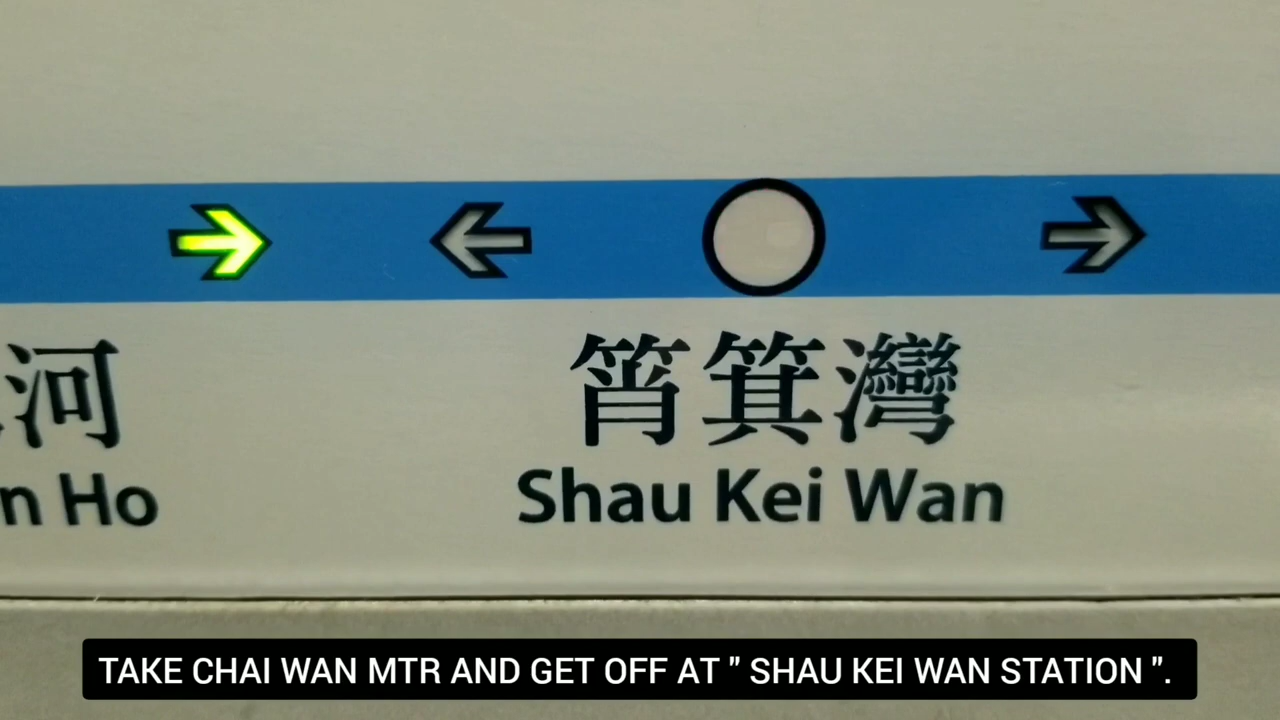 河
筲箕灣
n Ho
Shau Kei Wan
TAKE CHAI WAN MTR AND GET OFF AT " SHAU KEI WAN STATION ".